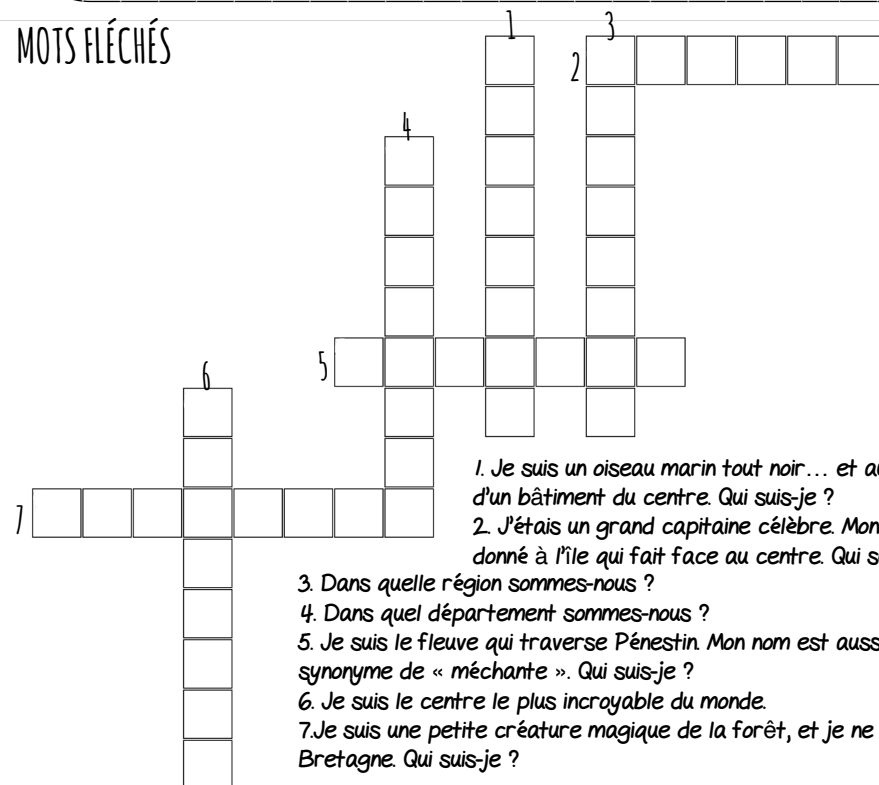 MOTS FLÉCHÉS
1
3
2
4
5
6
7
1. Je suis un oiseau marin tout noir... et
d'un bâtiment du centre. Qui suis-je ?
2. J'étais un grand capitaine célèbre. Mon
donné à l'île qui fait face au centre. Qui
3. Dans quelle région sommes-nous ?
4. Dans quel département sommes-nous ?
5. Je suis le fleuve qui traverse Pénestin. Mon nom est
synonyme de « méchante ». Qui suis-je ?
6. Je suis le centre le plus incroyable du monde.
7.Je suis une petite créature magique de la forêt, et je ne
Bretagne. Qui suis-je ?